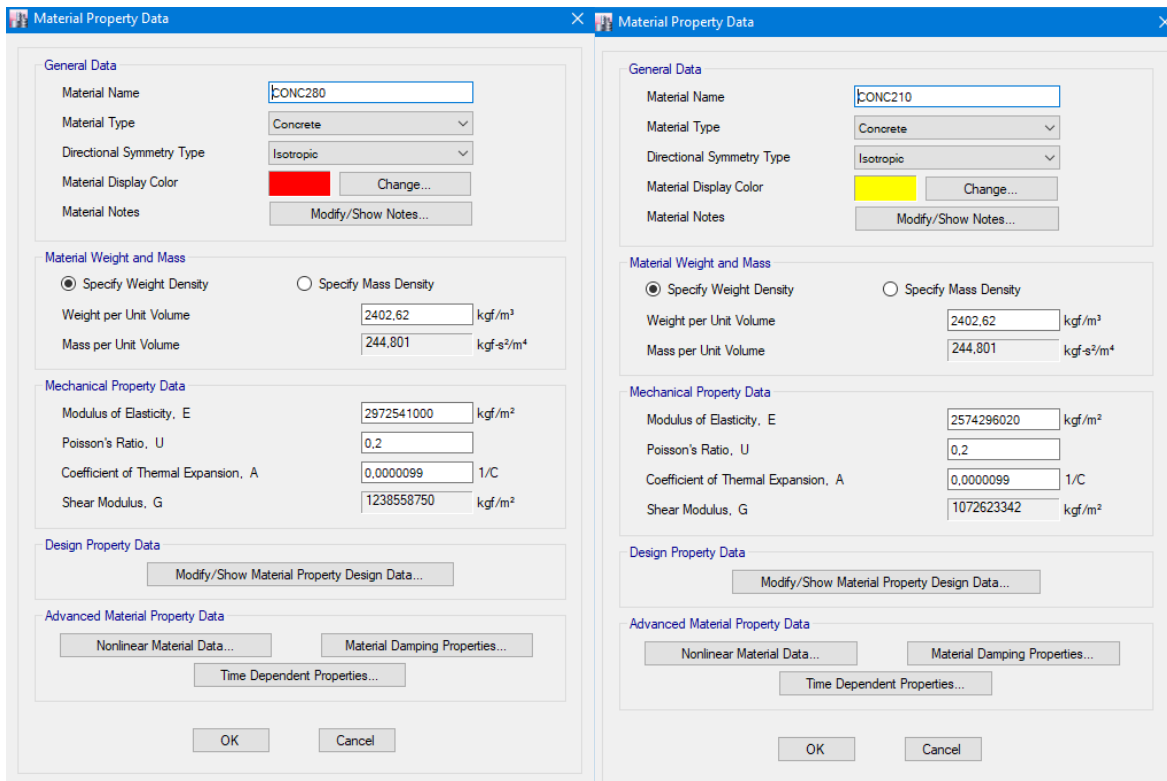 Material Property Data
General Data
Material Name CONC280
Material Type Concrete
Directional Symmetry Type Isotropic
Material Display Color Change...
Material Notes Modify/Show Notes...
Material Weight and Mass
Specify Weight Density Specify Mass Density
Weight per Unit Volume 2402,62 kgf/m³
Mass per Unit Volume 244,801 kgf-s²/m⁴
Mechanical Property Data
Modulus of Elasticity, E 2972541000 kgf/m²
Poisson's Ratio, U 0,2
Coefficient of Thermal Expansion, A 0,0000099 1/C
Shear Modulus, G 1238558750 kgf/m²
Design Property Data
Modify/Show Material Property Design Data...
Advanced Material Property Data
Nonlinear Material Data... Material Damping Properties...
Time Dependent Properties...
OK Cancel
Material Property Data
General Data
Material Name CONC210
Material Type Concrete
Directional Symmetry Type Isotropic
Material Display Color Change...
Material Notes Modify/Show Notes...
Material Weight and Mass
Specify Weight Density Specify Mass Density
Weight per Unit Volume 2402,62 kgf/m³
Mass per Unit Volume 244,801 kgf-s²/m⁴
Mechanical Property Data
Modulus of Elasticity, E 2574296020 kgf/m²
Poisson's Ratio, U 0,2
Coefficient of Thermal Expansion, A 0,0000099 1/C
Shear Modulus, G 1072623342 kgf/m²
Design Property Data
Modify/Show Material Property Design Data...
Advanced Material Property Data
Nonlinear Material Data... Material Damping Properties...
Time Dependent Properties...
OK Cancel